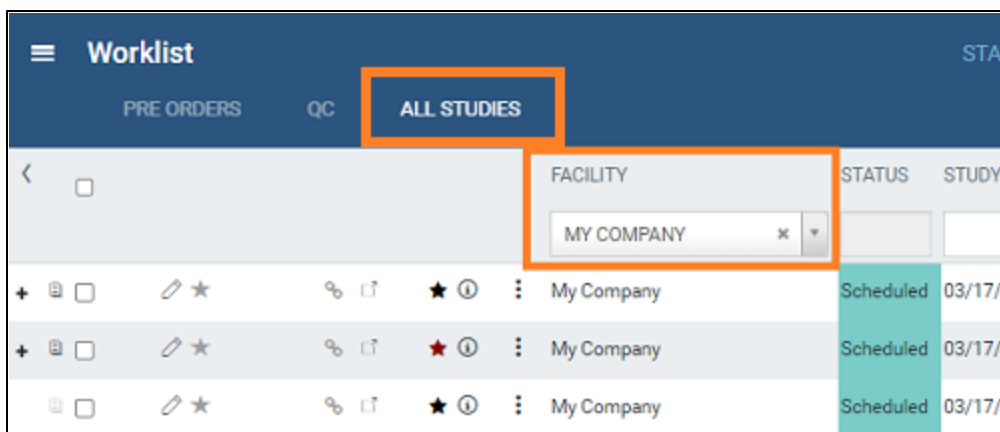 Worklist
STA
PRE ORDERS QC ALL STUDIES
FACILITY STATUS STUDY
MY COMPANY
My Company Scheduled 03/17/
My Company Scheduled 03/17/
My Company Scheduled 03/17/